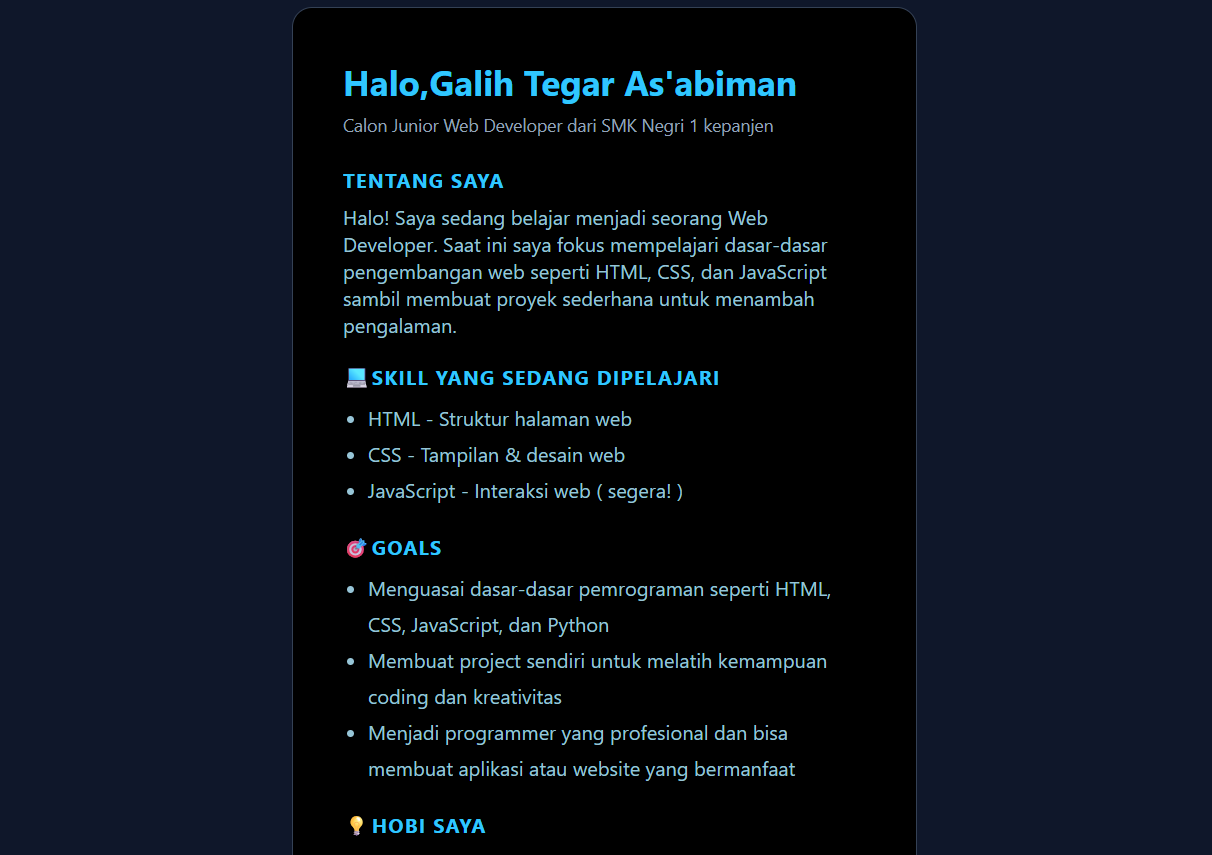 Halo,Galih Tegar As'abiman
Calon Junior Web Developer dari SMK Negri 1 kepanjen
TENTANG SAYA
Halo! Saya sedang belajar menjadi seorang Web
Developer. Saat ini saya fokus mempelajari dasar-dasar
pengembangan web seperti HTML, CSS, dan JavaScript
sambil membuat proyek sederhana untuk menambah
pengalaman.
💻 SKILL YANG SEDANG DIPELAJARI
• HTML - Struktur halaman web
• CSS - Tampilan & desain web
• JavaScript - Interaksi web ( segera! )
🎯 GOALS
• Menguasai dasar-dasar pemrograman seperti HTML,
CSS, JavaScript, dan Python
• Membuat project sendiri untuk melatih kemampuan
coding dan kreativitas
• Menjadi programmer yang profesional dan bisa
membuat aplikasi atau website yang bermanfaat
💡 HOBI SAYA